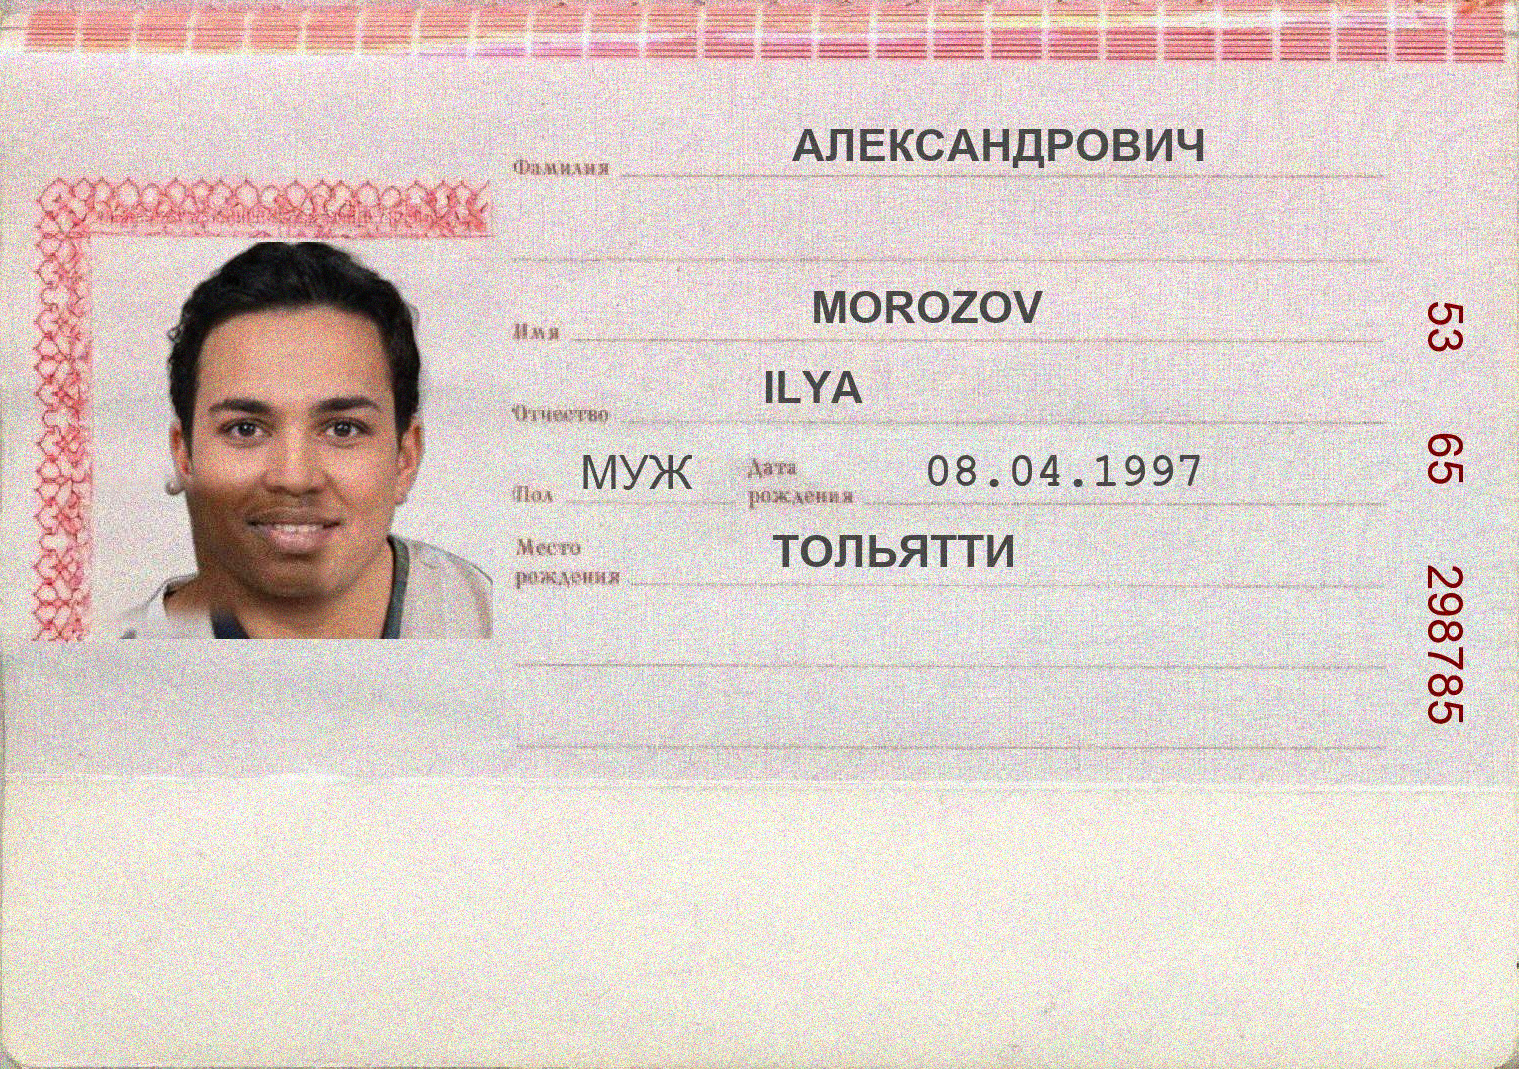 Фамилия АЛЕКСАНДРОВИЧ
Имя MOROZOV
Отчество ILYA
Пол МУЖ Дата рождения 08.04.1997
Место рождения ТОЛЬЯТТИ
53 65 298785